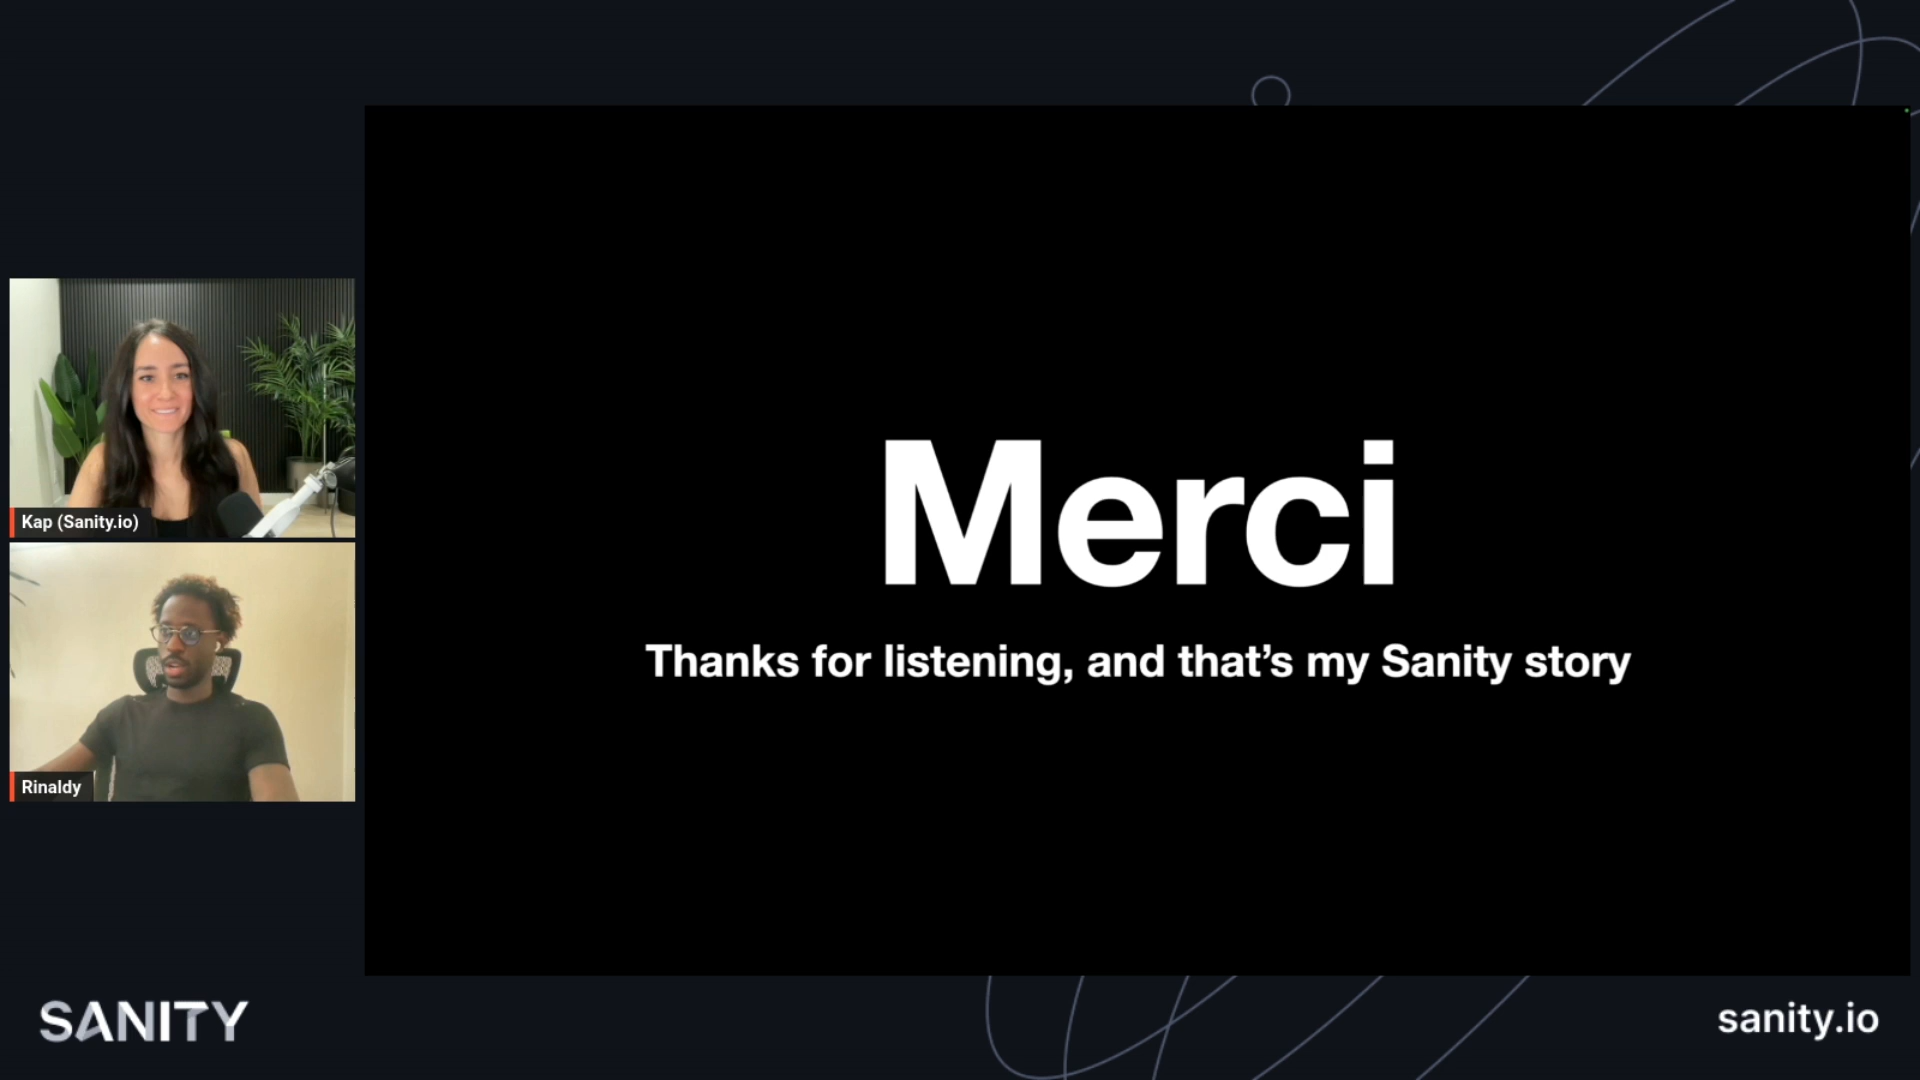 Kap (Sanity.io)
Rinaldy
Merci
Thanks for listening, and that’s my Sanity story
SANITY
sanity.io